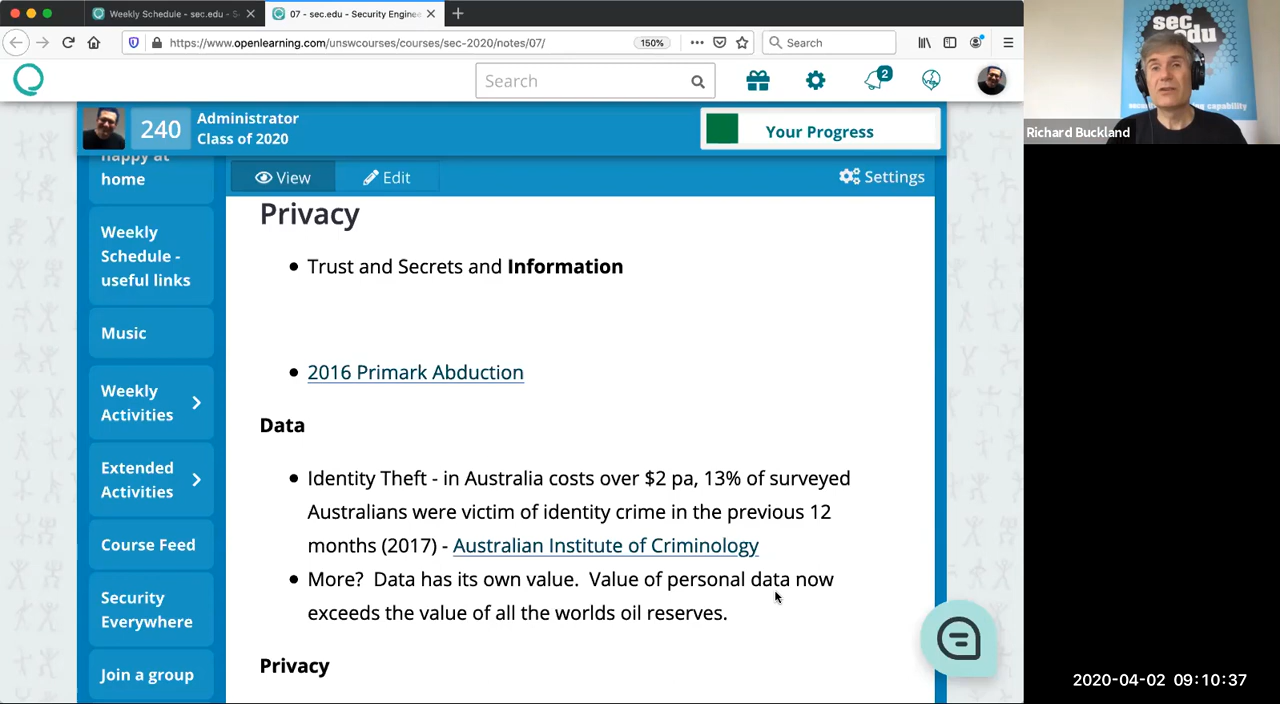 Weekly Schedule - sec.edu - S
07 - sec.edu - Security Enginee
https://www.openlearning.com/unswcourses/courses/sec-2020/notes/07/
150%
Search
Search
2
240
Administrator
Class of 2020
Your Progress
happy at
home
Weekly
Schedule -
useful links
Music
Weekly
Activities
Extended
Activities
Course Feed
Security
Everywhere
Join a group
View
Edit
Settings
Privacy
Trust and Secrets and Information
2016 Primark Abduction
Data
Identity Theft - in Australia costs over $2 pa, 13% of surveyed
Australians were victim of identity crime in the previous 12
months (2017) - Australian Institute of Criminology
More?  Data has its own value.  Value of personal data now
exceeds the value of all the worlds oil reserves.
Privacy
sec
edu
capability
Richard Buckland
2020-04-02 09:10:37